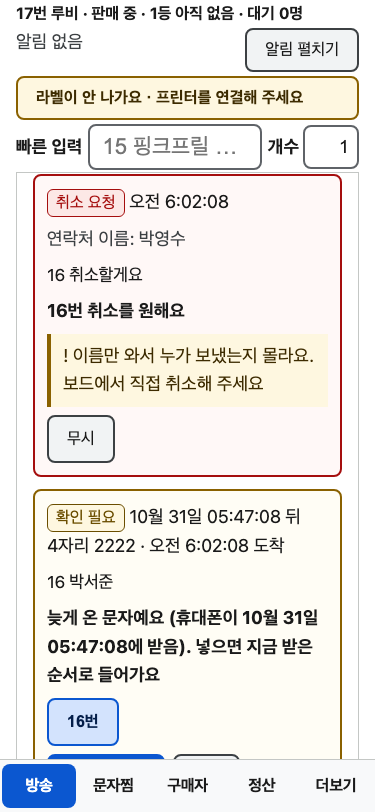 17번 루비 · 판매 중 · 1등 아직 없음 · 대기 0명
알림 없음
알림 펼치기
라벨이 안 나가요 · 프린터를 연결해 주세요
빠른 입력 15 핑크프릴 … 개수 1
취소 요청 오전 6:02:08
연락처 이름: 박영수
16 취소할게요
16번 취소를 원해요
! 이름만 와서 누가 보냈는지 몰라요.
보드에서 직접 취소해 주세요
무시
확인 필요 10월 31일 05:47:08 뒤
4자리 2222 · 오전 6:02:08 도착
16 박서준
늦게 온 문자예요 (휴대폰이 10월 31일
05:47:08에 받음). 넣으면 지금 받은
순서로 들어가요
16번
방송 문자찜 구매자 정산 더보기